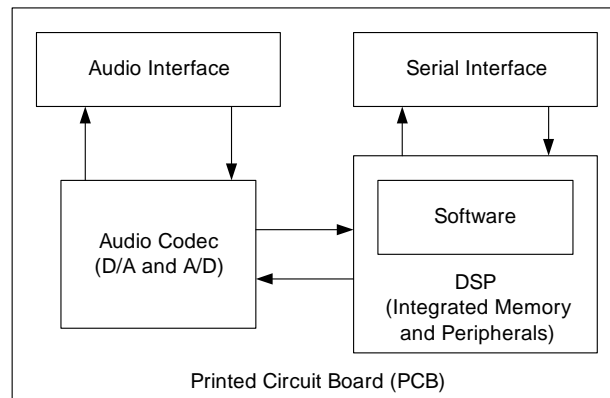 Audio Interface
Serial Interface
Audio Codec
(D/A and A/D)
Software
DSP
(Integrated Memory
and Peripherals)
Printed Circuit Board (PCB)